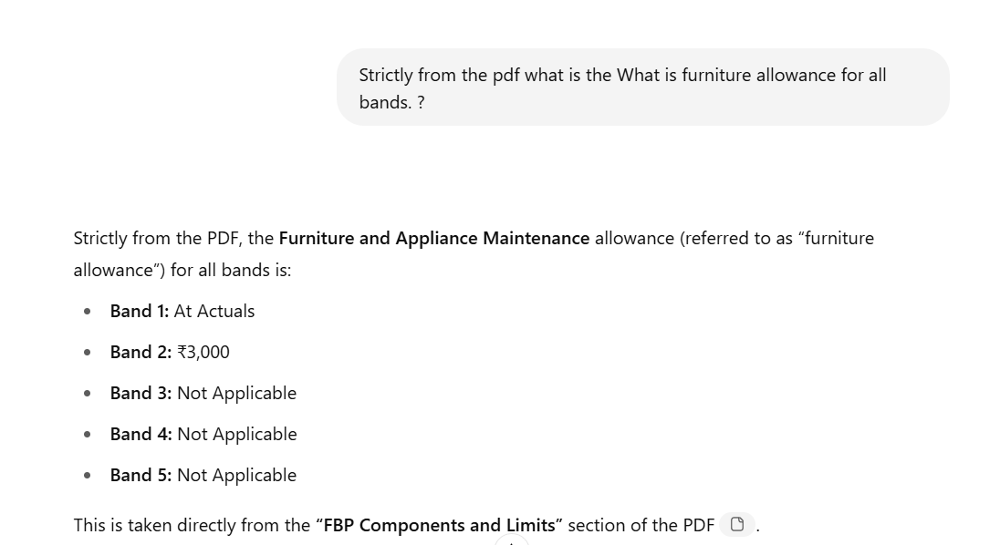 Strictly from the pdf what is the What is furniture allowance for all
bands. ?
Strictly from the PDF, the Furniture and Appliance Maintenance allowance (referred to as “furniture
allowance”) for all bands is:
• Band 1: At Actuals
• Band 2: ₹3,000
• Band 3: Not Applicable
• Band 4: Not Applicable
• Band 5: Not Applicable
This is taken directly from the “FBP Components and Limits” section of the PDF .